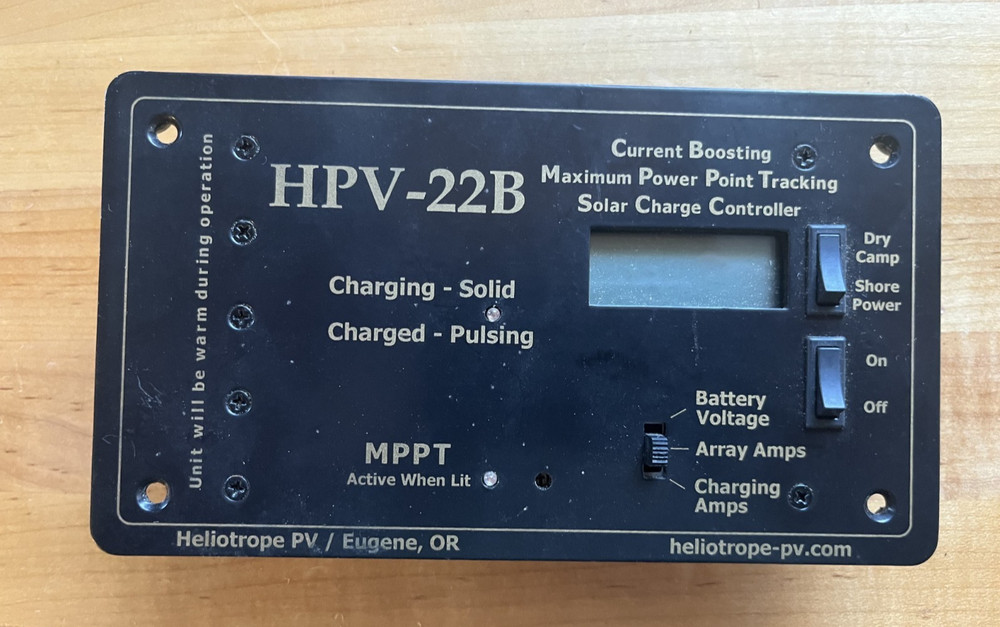 Unit will be warm during operation
HPV-22B
Current Boosting
Maximum Power Point Tracking
Solar Charge Controller
Dry
Camp
Shore
Power
Charging - Solid
Charged - Pulsing
On
Off
Battery
Voltage
Array Amps
Charging
Amps
MPPT
Active When Lit
Heliotrope PV / Eugene, OR
heliotrope-pv.com